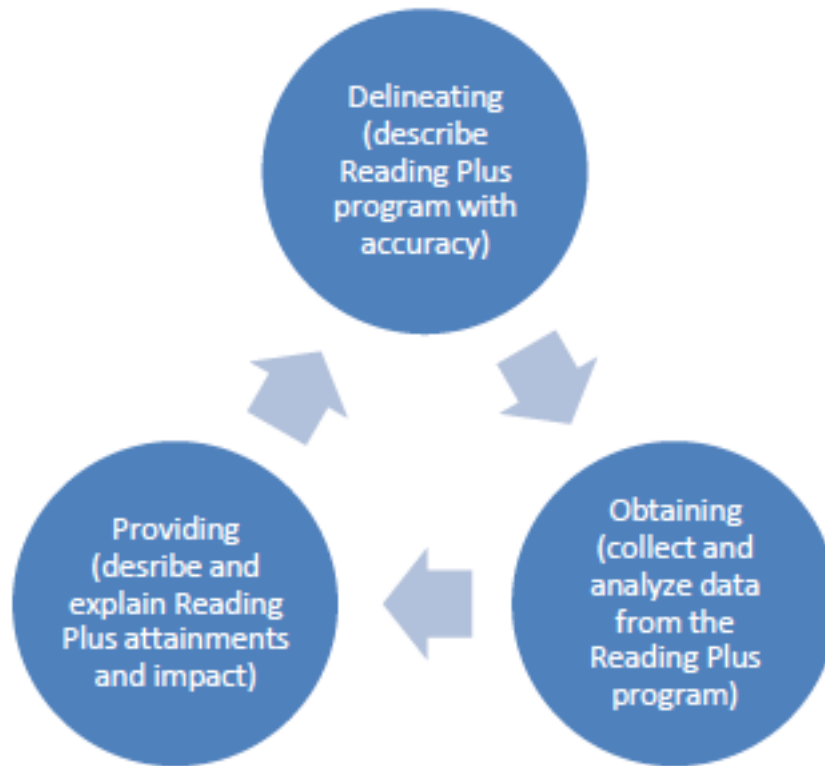 Delineating
(describe
Reading Plus
program with
accuracy)
Obtaining
(collect and
analyze data
from the
Reading Plus
program)
Providing
(desribe and
explain Reading
Plus attainments
and impact)